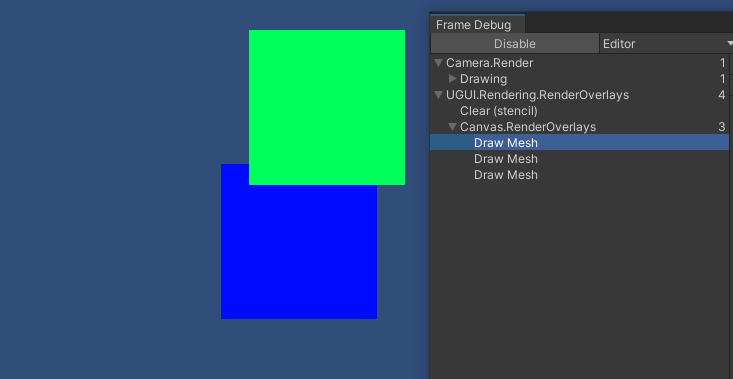 Frame Debug
Disable Editor
Camera.Render 1
Drawing 1
UGUI.Rendering.RenderOverlays 4
Clear (stencil)
Canvas.RenderOverlays 3
Draw Mesh
Draw Mesh
Draw Mesh